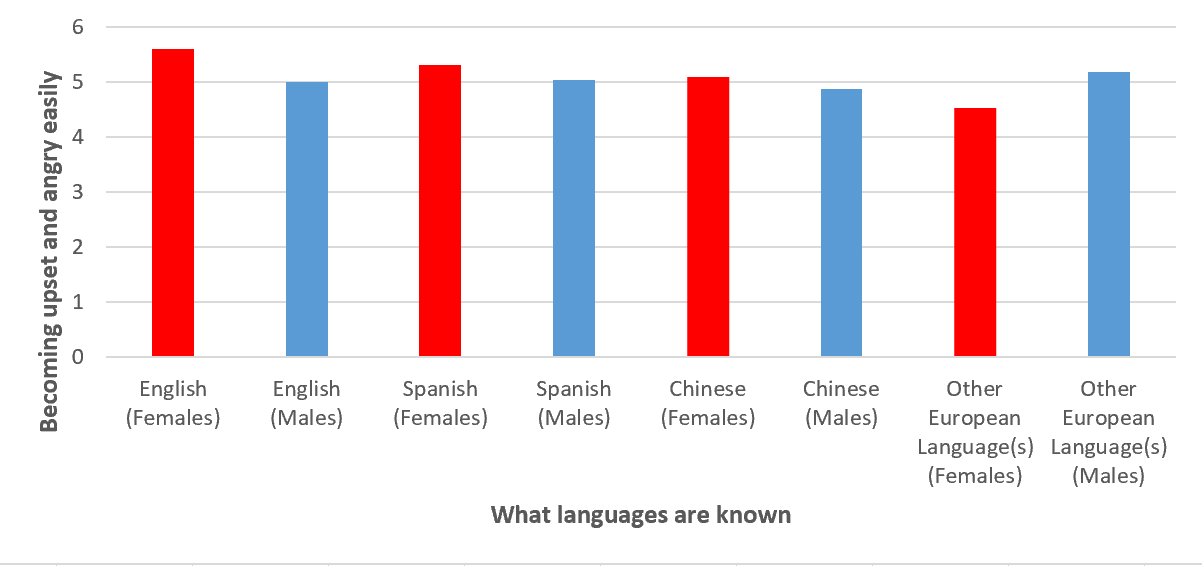 6
5
4
3
2
1
0
Becoming upset and angry easily
English
(Females)
English
(Males)
Spanish
(Females)
Spanish
(Males)
Chinese
(Females)
Chinese
(Males)
Other
European
Language(s)
(Females)
Other
European
Language(s)
(Males)
What languages are known